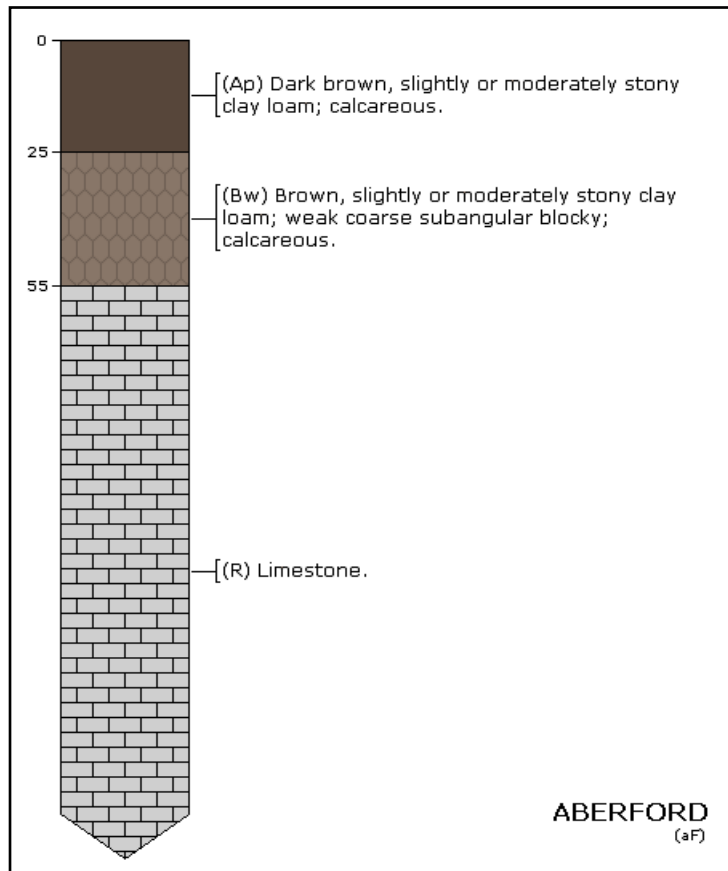 0
(Ap) Dark brown, slightly or moderately stony
clay loam; calcareous.
25
(Bw) Brown, slightly or moderately stony clay
loam; weak coarse subangular blocky;
calcareous.
55
(R) Limestone.
ABERFORD
(aF)